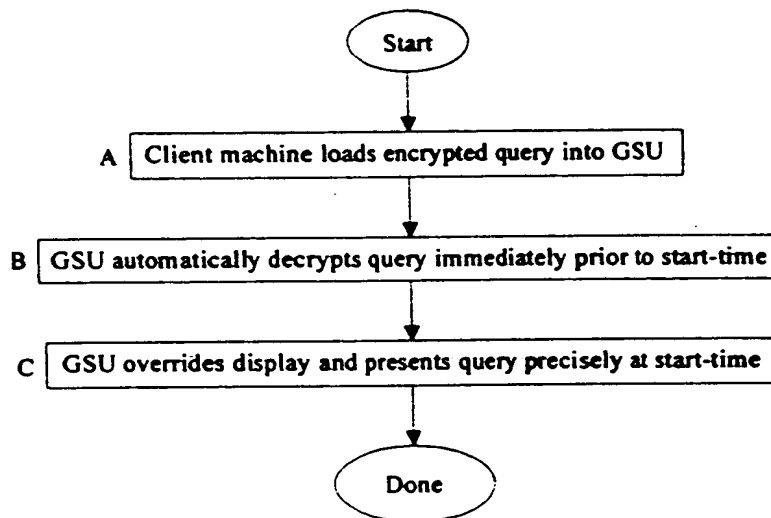 Start
A Client machine loads encrypted query into GSU
B GSU automatically decrypts query immediately prior to start-time
C GSU overrides display and presents query precisely at start-time
Done